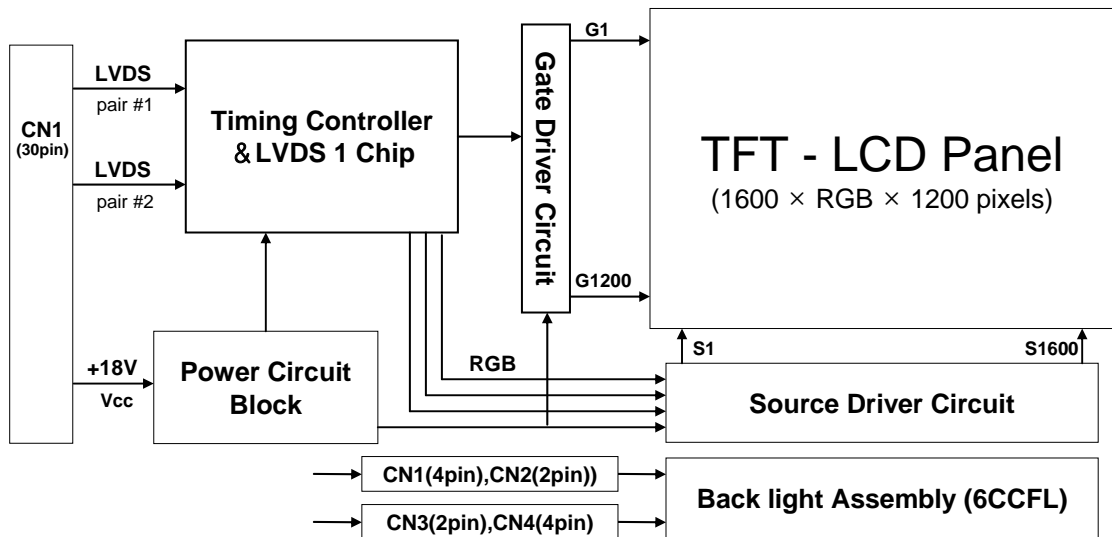 CN1
(30pin)
LVDS
pair #1
LVDS
pair #2
+18V
Vcc
Timing Controller
&LVDS 1 Chip
Power Circuit
Block
RGB
Gate Driver Circuit
G1
G1200
TFT - LCD Panel
(1600 × RGB × 1200 pixels)
S1
S1600
Source Driver Circuit
CN1(4pin),CN2(2pin))
CN3(2pin),CN4(4pin)
Back light Assembly (6CCFL)